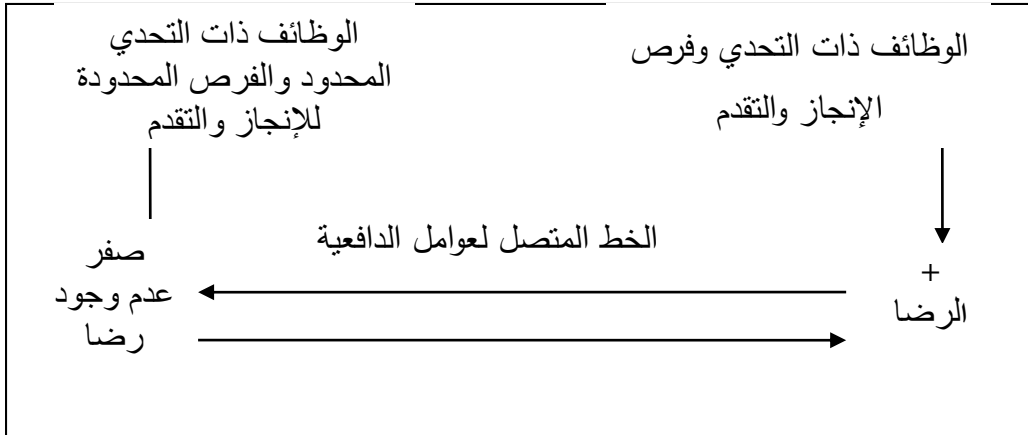 الوظائف ذات التحدي وفرص
الإنجاز والتقدم
الوظائف ذات التحدي
المحدود والفرص المحدودة
للإنجاز والتقدم
الخط المتصل لعوامل الدافعية
+
الرضا
صفر
عدم وجود
رضا